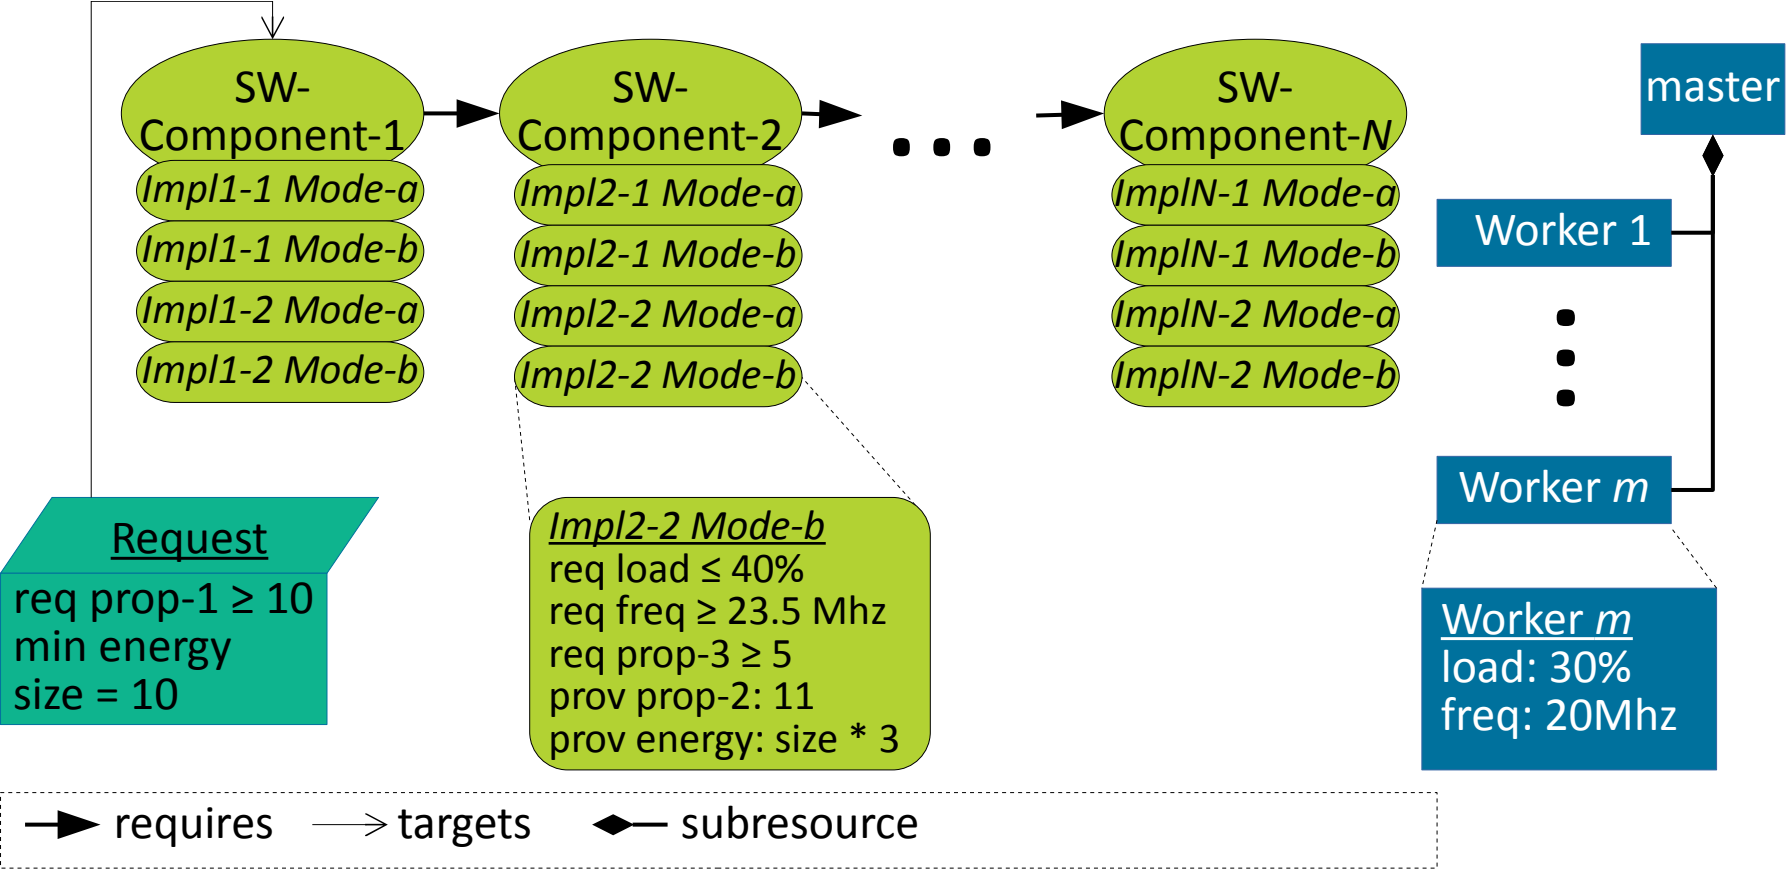 SW-
Component-1
Impl1-1 Mode-a
Impl1-1 Mode-b
Impl1-2 Mode-a
Impl1-2 Mode-b
SW-
Component-2
Impl2-1 Mode-a
Impl2-1 Mode-b
Impl2-2 Mode-a
Impl2-2 Mode-b
SW-
Component-N
ImplN-1 Mode-a
ImplN-1 Mode-b
ImplN-2 Mode-a
ImplN-2 Mode-b
master
Worker 1
Worker m
Request
req prop-1 ≥ 10
min energy
size = 10
Impl2-2 Mode-b
req load ≤ 40%
req freq ≥ 23.5 Mhz
req prop-3 ≥ 5
prov prop-2: 11
prov energy: size * 3
Worker m
load: 30%
freq: 20Mhz
requires
targets
subresource